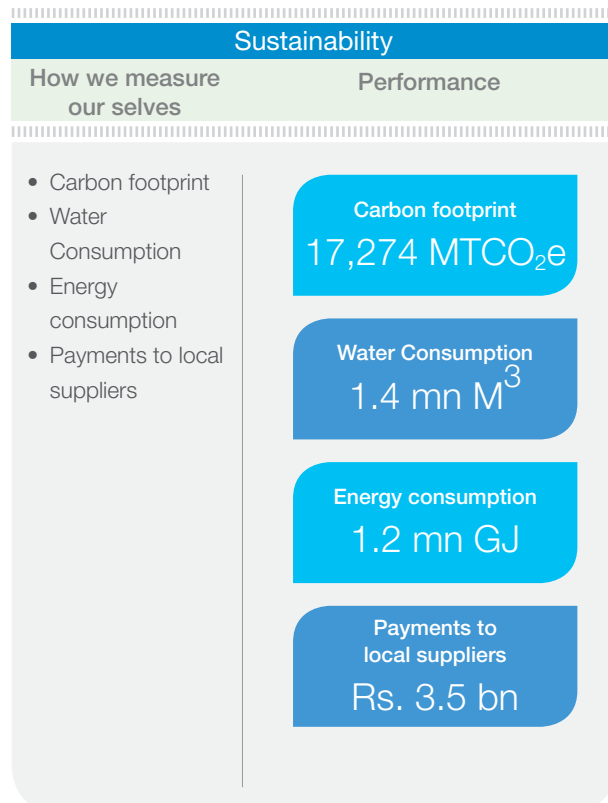 Sustainability
How we measure
our selves
Performance
• Carbon footprint
• Water
Consumption
• Energy
consumption
• Payments to local
suppliers
Carbon footprint
17,274 MTCO₂e
Water Consumption
1.4 mn M³
Energy consumption
1.2 mn GJ
Payments to
local suppliers
Rs. 3.5 bn